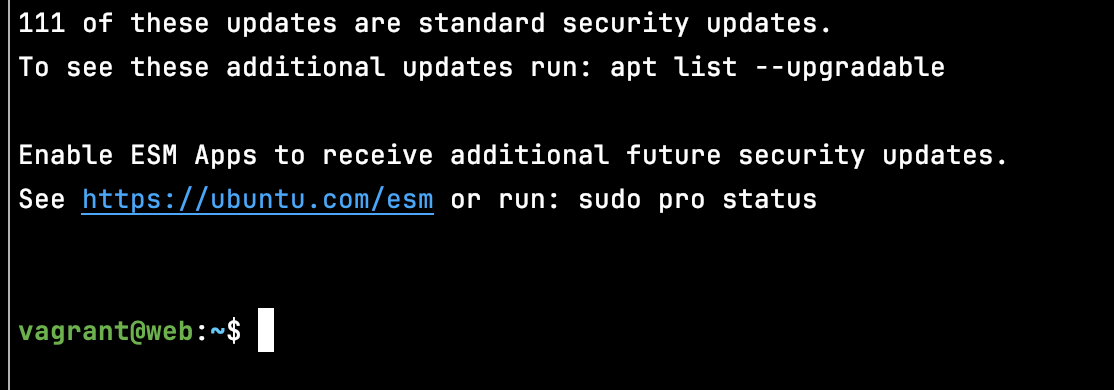 111 of these updates are standard security updates.
To see these additional updates run: apt list --upgradable
Enable ESM Apps to receive additional future security updates.
See https://ubuntu.com/esm or run: sudo pro status
vagrant@web:~$